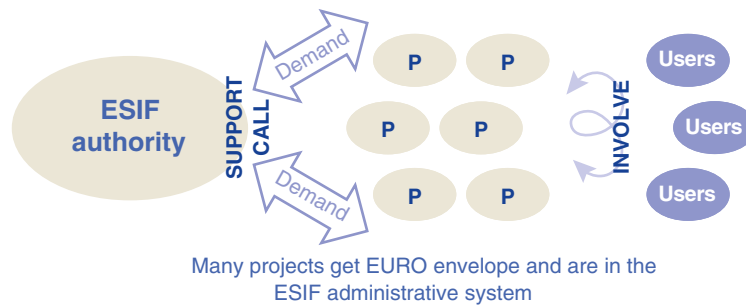 ESIF
authority
SUPPORT
CALL
Demand
Demand
P P
P P
P P
INVOLVE
Users
Users
Users
Many projects get EURO envelope and are in the
ESIF administrative system